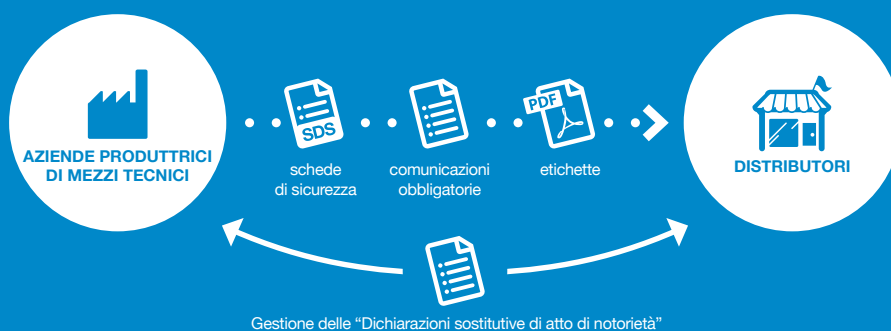 AZIENDE PRODUTTRICI
DI MEZZI TECNICI
SDS
schede
di sicurezza
comunicazioni
obbligatorie
PDF
etichette
DISTRIBUTORI
Gestione delle “Dichiarazioni sostitutive di atto di notorietà”